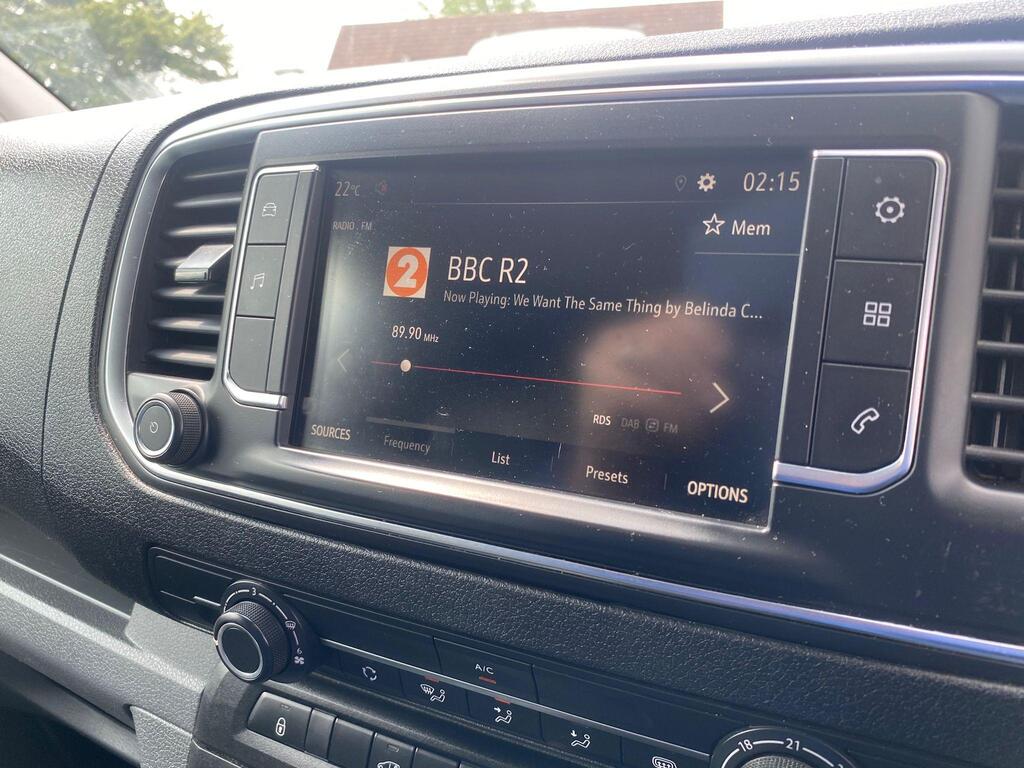 22°C
02:15
RADIO . FM
Mem
2
BBC R2
Now Playing: We Want The Same Thing by Belinda C...
89.90 MHz
RDS DAB FM
SOURCES
Frequency
List
Presets
OPTIONS
3
A/C
18 21